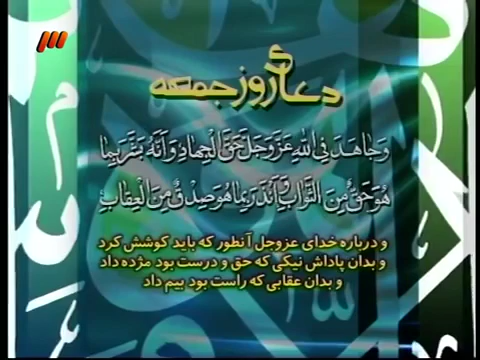 دعای روز جمعه
وَجاهَدَ فِی اللهِ عَزَّوَجَلَّ حَقَّ الْجِهادِ وَاَنَّهُ بَشَّرَ بِما
هُوَ حَقٌّ مِنَ الثَّوابِ وَاَنْذَرَ بِما هُوَ صِدْقٌ مِنَ الْعِقابِ
و درباره خدای عزوجل آنطور که باید کوشش کرد
و بدان پاداش نیکی که حق و درست بود مژده داد
و بدان عقابی که راست بود بیم داد